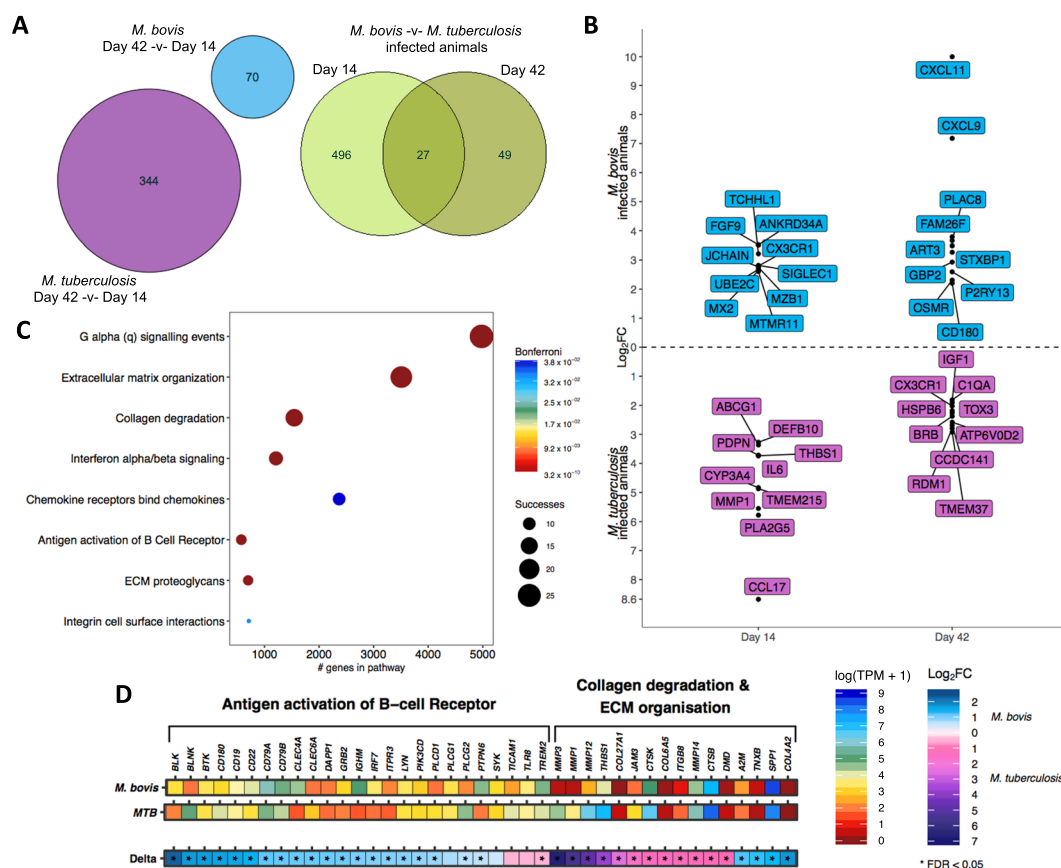 A
M. bovis
Day 42 -v- Day 14
70
344
M. tuberculosis
Day 42 -v- Day 14
M. bovis -v- M. tuberculosis
infected animals
Day 14
Day 42
496
27
49
B
M. bovis
infected animals
Log2FC
M. tuberculosis
infected animals
10
9
8
7
6
5
4
3
2
1
0
1
2
3
4
5
6
7
8
8.6
CXCL11
CXCL9
TCHHL1
FGF9
ANKRD34A
JCHAIN
CX3CR1
SIGLEC1
UBE2C
MZB1
MX2
MTMR11
PLAC8
FAM26F
ART3
STXBP1
GBP2
P2RY13
OSMR
CD180
ABCG1
DEFB10
PDPN
THBS1
IL6
CYP3A4
MMP1
TMEM215
PLA2G5
CCL17
IGF1
CX3CR1
C1QA
HSPB6
TOX3
BRB
ATP6V0D2
CCDC141
RDM1
TMEM37
Day 14
Day 42
C
G alpha (q) signalling events
Extracellular matrix organization
Collagen degradation
Interferon alpha/beta signaling
Chemokine receptors bind chemokines
Antigen activation of B Cell Receptor
ECM proteoglycans
Integrin cell surface interactions
1000
2000
3000
4000
5000
# genes in pathway
Bonferroni
3.8 x 10⁻⁰²
3.2 x 10⁻⁰²
2.5 x 10⁻⁰²
1.7 x 10⁻⁰²
9.2 x 10⁻⁰³
3.2 x 10⁻¹⁰
Successes
10
15
20
25
D
Antigen activation of B-cell Receptor
Collagen degradation &
ECM organisation
BLK
BLNK
BTK
CD180
CD19
CD22
CD79A
CD79B
CLEC4A
CLEC6A
DAPP1
GRB2
IGHM
IRF7
ITPR3
LYN
PIK3CD
PLCD1
PLCG1
PLCG2
PTPN6
SYK
TICAM1
TLR8
TREM2
MMP3
MMP1
MMP12
THBS1
COL27A1
JAM3
CTSK
COL6A5
ITGB8
MMP14
CTSB
DMD
A2M
TNXB
SPP1
COL4A2
M. bovis
MTB
Delta
* * * * * * * * * * * * * * * * * * * * * * * * * * * * * * * * * * * * *
log(TPM + 1)
9
8
7
6
5
4
3
2
1
0
Log2FC
2
1
0
1
2
3
4
5
6
7
M. bovis
M. tuberculosis
* FDR < 0.05